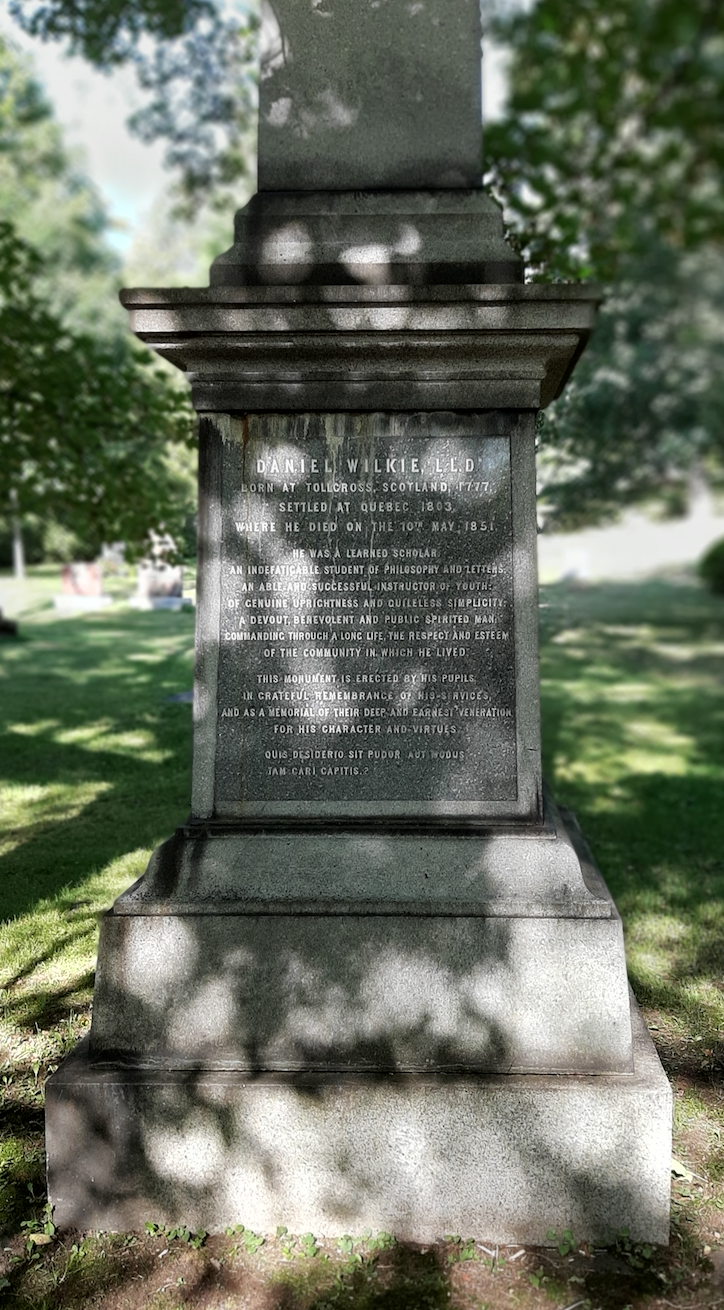 DANIEL WILKIE, LL.D.
BORN AT TOLLCROSS, SCOTLAND, 1777,
SETTLED AT QUEBEC 1803
WHERE HE DIED ON THE 10TH MAY, 1851.
HE WAS A LEARNED SCHOLAR.
AN INDEFATIGABLE STUDENT OF PHILOSOPHY AND LETTERS,
AN ABLE AND SUCCESSFUL INSTRUCTOR OF YOUTH:
OF GENUINE UPRIGHTNESS AND GUILELESS SIMPLICITY:
A DEVOUT, BENEVOLENT AND PUBLIC SPIRITED MAN:
COMMANDING THROUGH A LONG LIFE, THE RESPECT AND ESTEEM
OF THE COMMUNITY IN WHICH HE LIVED
THIS MONUMENT IS ERECTED BY HIS PUPILS
IN GRATEFUL REMEMBRANCE OF HIS SERVICES,
AND AS A MEMORIAL OF THEIR DEEP AND EARNEST VENERATION
FOR HIS CHARACTER AND VIRTUES.
QUIS DESIDERIO SIT PUDOR AUT MODUS
TAM CARI CAPITIS.?